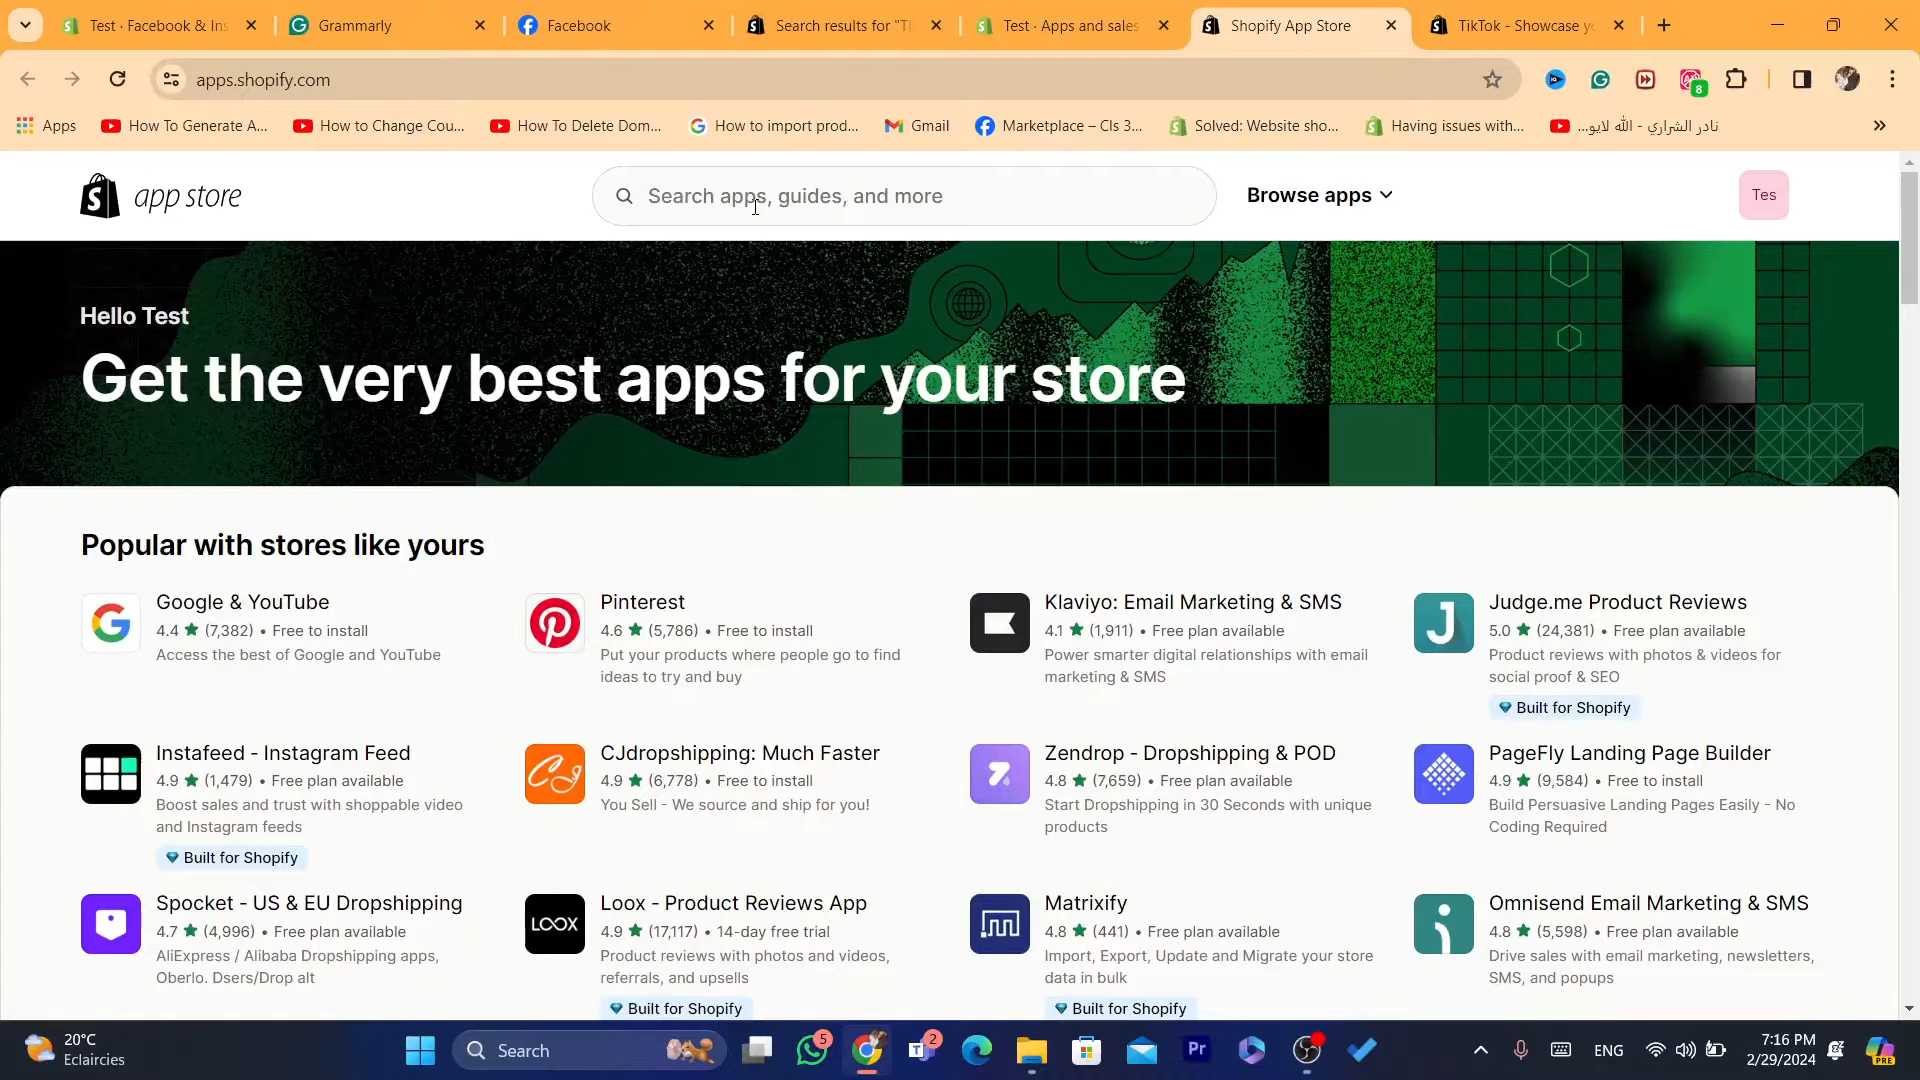 Test · Facebook & Ins
Grammarly
Facebook
Search results for "Ti
Test · Apps and sales
Shopify App Store
TikTok - Showcase yo
apps.shopify.com
8
Apps
How To Generate A...
How to Change Cou...
How To Delete Dom...
How to import prod...
Gmail
Marketplace – Cls 3...
Solved: Website sho...
Having issues with...
نادر الشراري - الله لايو...
app store
Search apps, guides, and more
Browse apps
Tes
Hello Test
Get the very best apps for your store
Popular with stores like yours
Google & YouTube
4.4 ★ (7,382) • Free to install
Access the best of Google and YouTube
Pinterest
4.6 ★ (5,786) • Free to install
Put your products where people go to find
ideas to try and buy
Klaviyo: Email Marketing & SMS
4.1 ★ (1,911) • Free plan available
Power smarter digital relationships with email
marketing & SMS
Judge.me Product Reviews
5.0 ★ (24,381) • Free plan available
Product reviews with photos & videos for
social proof & SEO
Built for Shopify
Instafeed - Instagram Feed
4.9 ★ (1,479) • Free plan available
Boost sales and trust with shoppable video
and Instagram feeds
Built for Shopify
CJdropshipping: Much Faster
4.9 ★ (6,778) • Free to install
You Sell - We source and ship for you!
Zendrop - Dropshipping & POD
4.8 ★ (7,659) • Free plan available
Start Dropshipping in 30 Seconds with unique
products
PageFly Landing Page Builder
4.9 ★ (9,584) • Free to install
Build Persuasive Landing Pages Easily - No
Coding Required
Spocket - US & EU Dropshipping
4.7 ★ (4,996) • Free plan available
AliExpress / Alibaba Dropshipping apps,
Oberlo. Dsers/Drop alt
LOOX
Loox - Product Reviews App
4.9 ★ (17,117) • 14-day free trial
Product reviews with photos and videos,
referrals, and upsells
Built for Shopify
Matrixify
4.8 ★ (441) • Free plan available
Import, Export, Update and Migrate your store
data in bulk
Built for Shopify
Omnisend Email Marketing & SMS
4.8 ★ (5,598) • Free plan available
Drive sales with email marketing, newsletters,
SMS, and popups
20°C
Eclaircies
Search
5
2
Pr
ENG
7:16 PM
2/29/2024
PRE